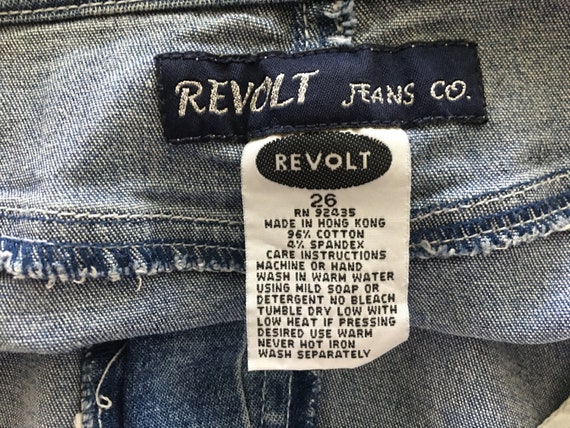 REVOLT JEANS CO.
REVOLT
26
RN 92435
MADE IN HONG KONG
96% COTTON
4% SPANDEX
CARE INSTRUCTIONS
MACHINE OR HAND
WASH IN WARM WATER
USING MILD SOAP OR
DETERGENT NO BLEACH
TUMBLE DRY LOW WITH
LOW HEAT IF PRESSING
DESIRED USE WARM
NEVER HOT IRON
WASH SEPARATELY